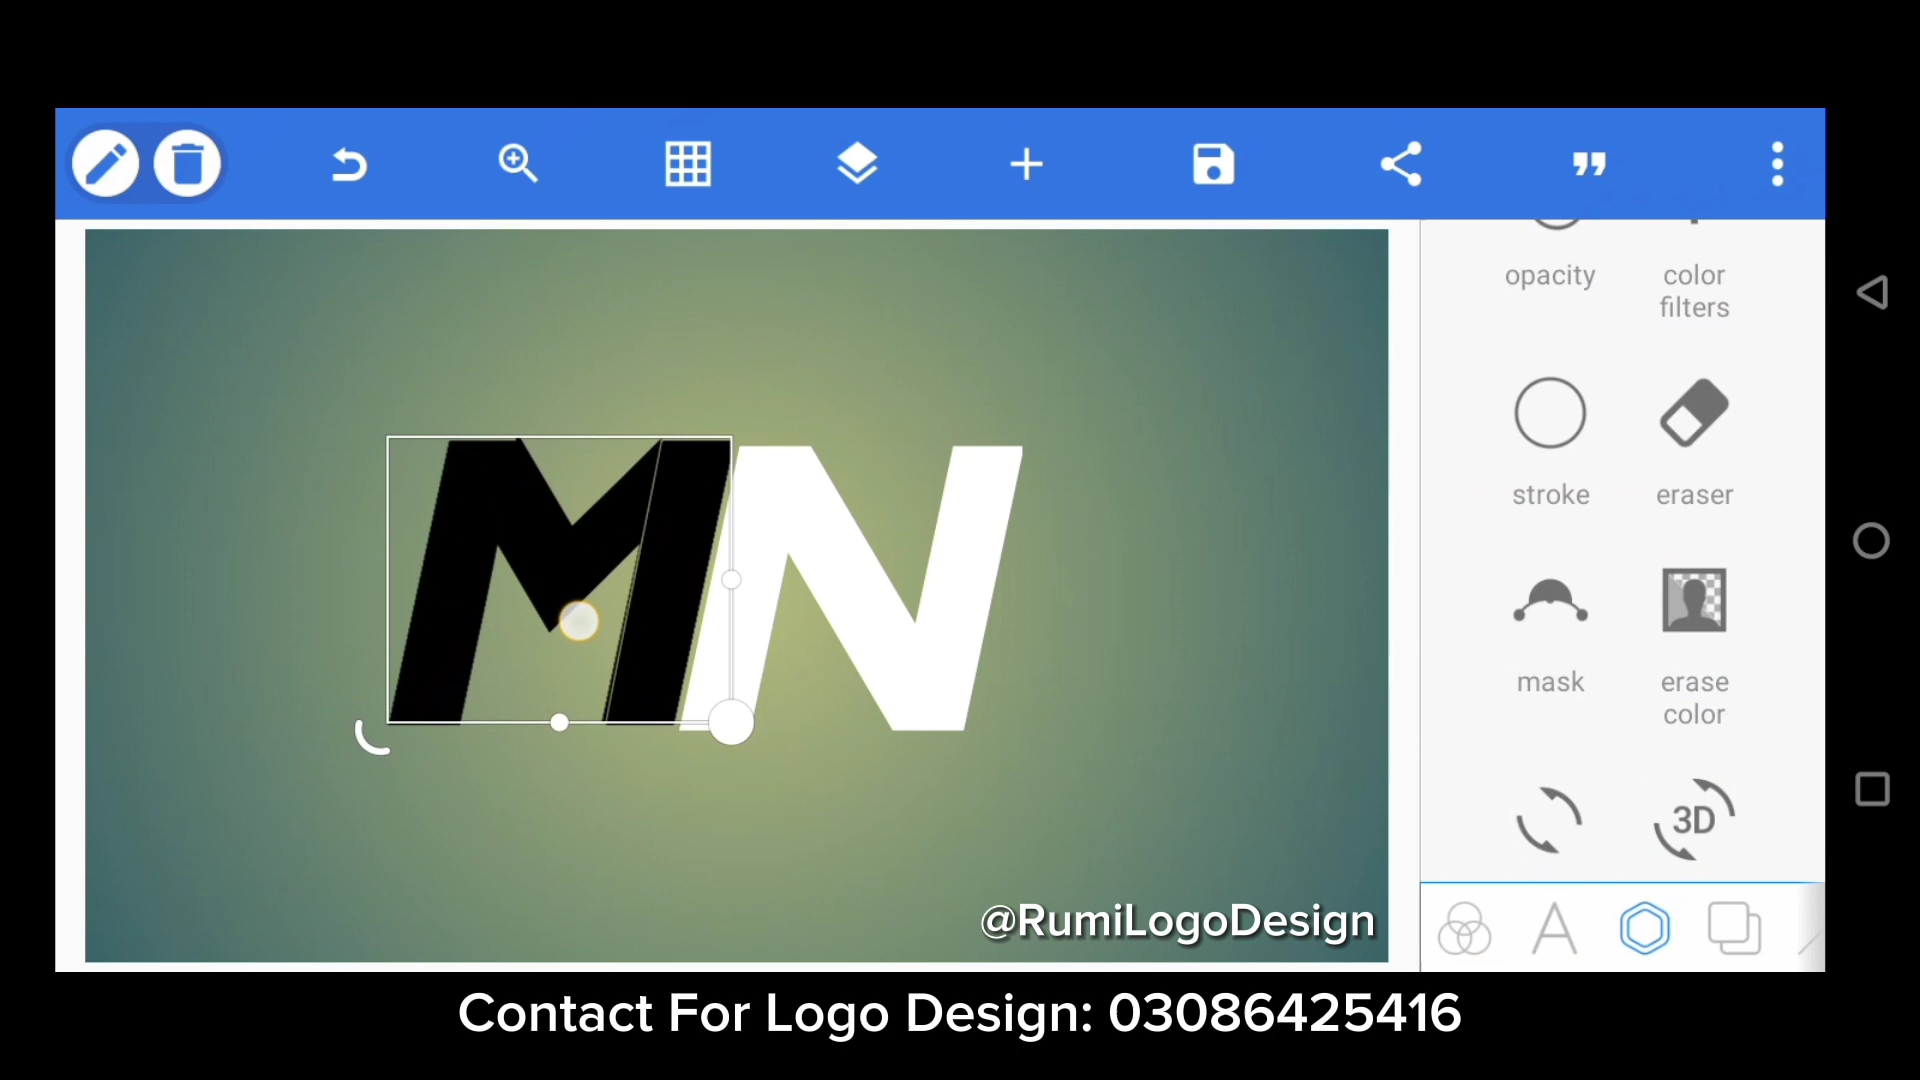 opacity
color
filters
stroke
eraser
mask
erase
color
3D
MN
@RumiLogoDesign
A
Contact For Logo Design: 03086425416